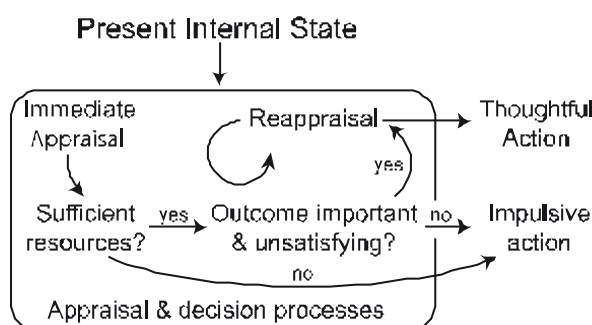 Present Internal State
Immediate
Appraisal
Reappraisal
Thoughtful
Action
yes
Sufficient
resources?
yes
Outcome important
& unsatisfying?
no
Impulsive
action
no
Appraisal & decision processes